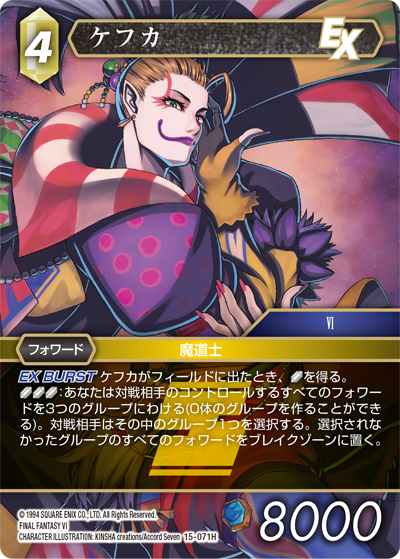 4
ケフカ
EX
VI
フォワード
魔道士
EX BURST ケフカがフィールドに出たとき、を得る。
:あなたは対戦相手のコントロールするすべてのフォワー
ドを3つのグループにわける(0体のグループを作ることができ
る)。対戦相手はその中のグループ1つを選択する。選択されな
かったグループのすべてのフォワードをブレイクゾーンに置く。
© 1994 SQUARE ENIX CO., LTD. All Rights Reserved.
FINAL FANTASY VI
CHARACTER ILLUSTRATION: KINSHA creations/Accord Seven
15-071H
8000